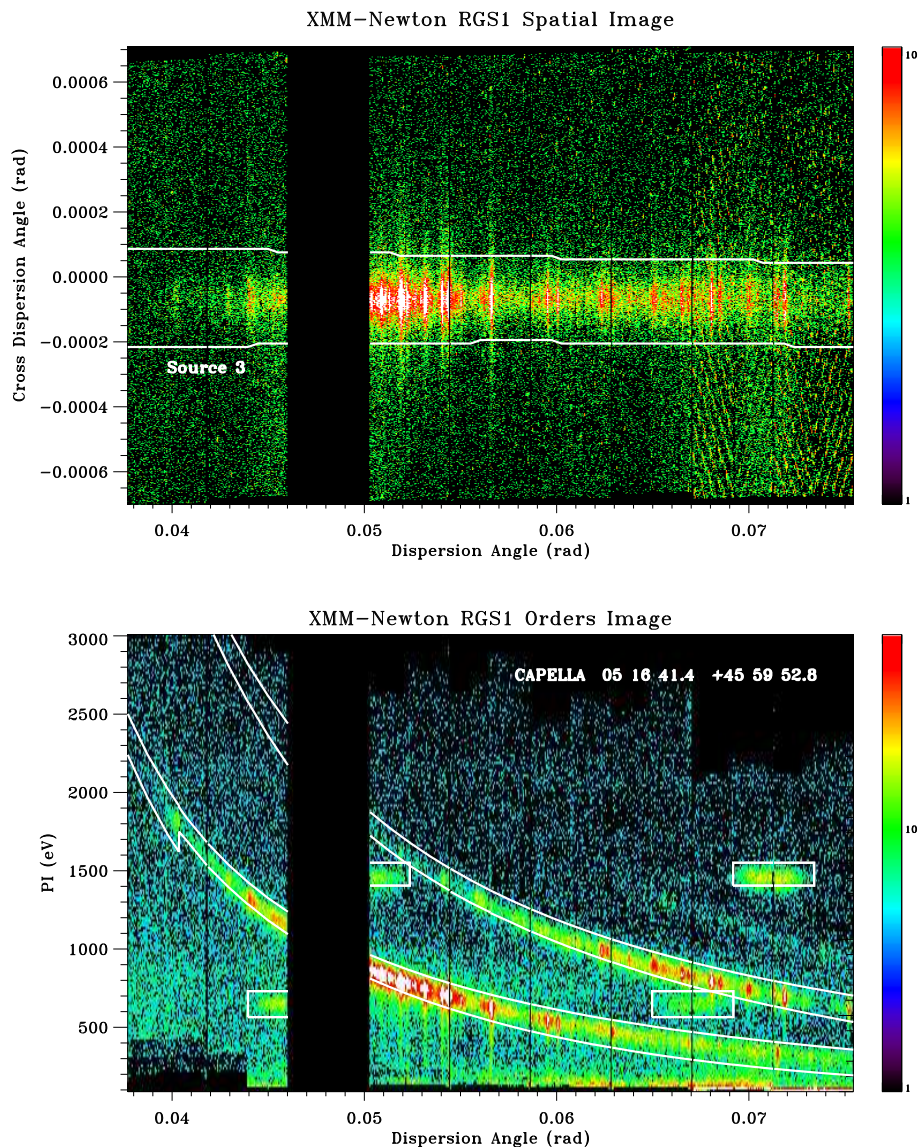 XMM-Newton RGS1 Spatial Image
10
0.0006
0.0004
0.0002
0.0000
-0.0002
-0.0004
-0.0006
Cross Dispersion Angle (rad)
Source 3
1
0.04 0.05 0.06 0.07
Dispersion Angle (rad)
XMM-Newton RGS1 Orders Image
3000
2500
2000
1500
1000
500
PI (eV)
CAPELLA 05 16 41.4 +45 59 52.8
10
1
0.04 0.05 0.06 0.07
Dispersion Angle (rad)